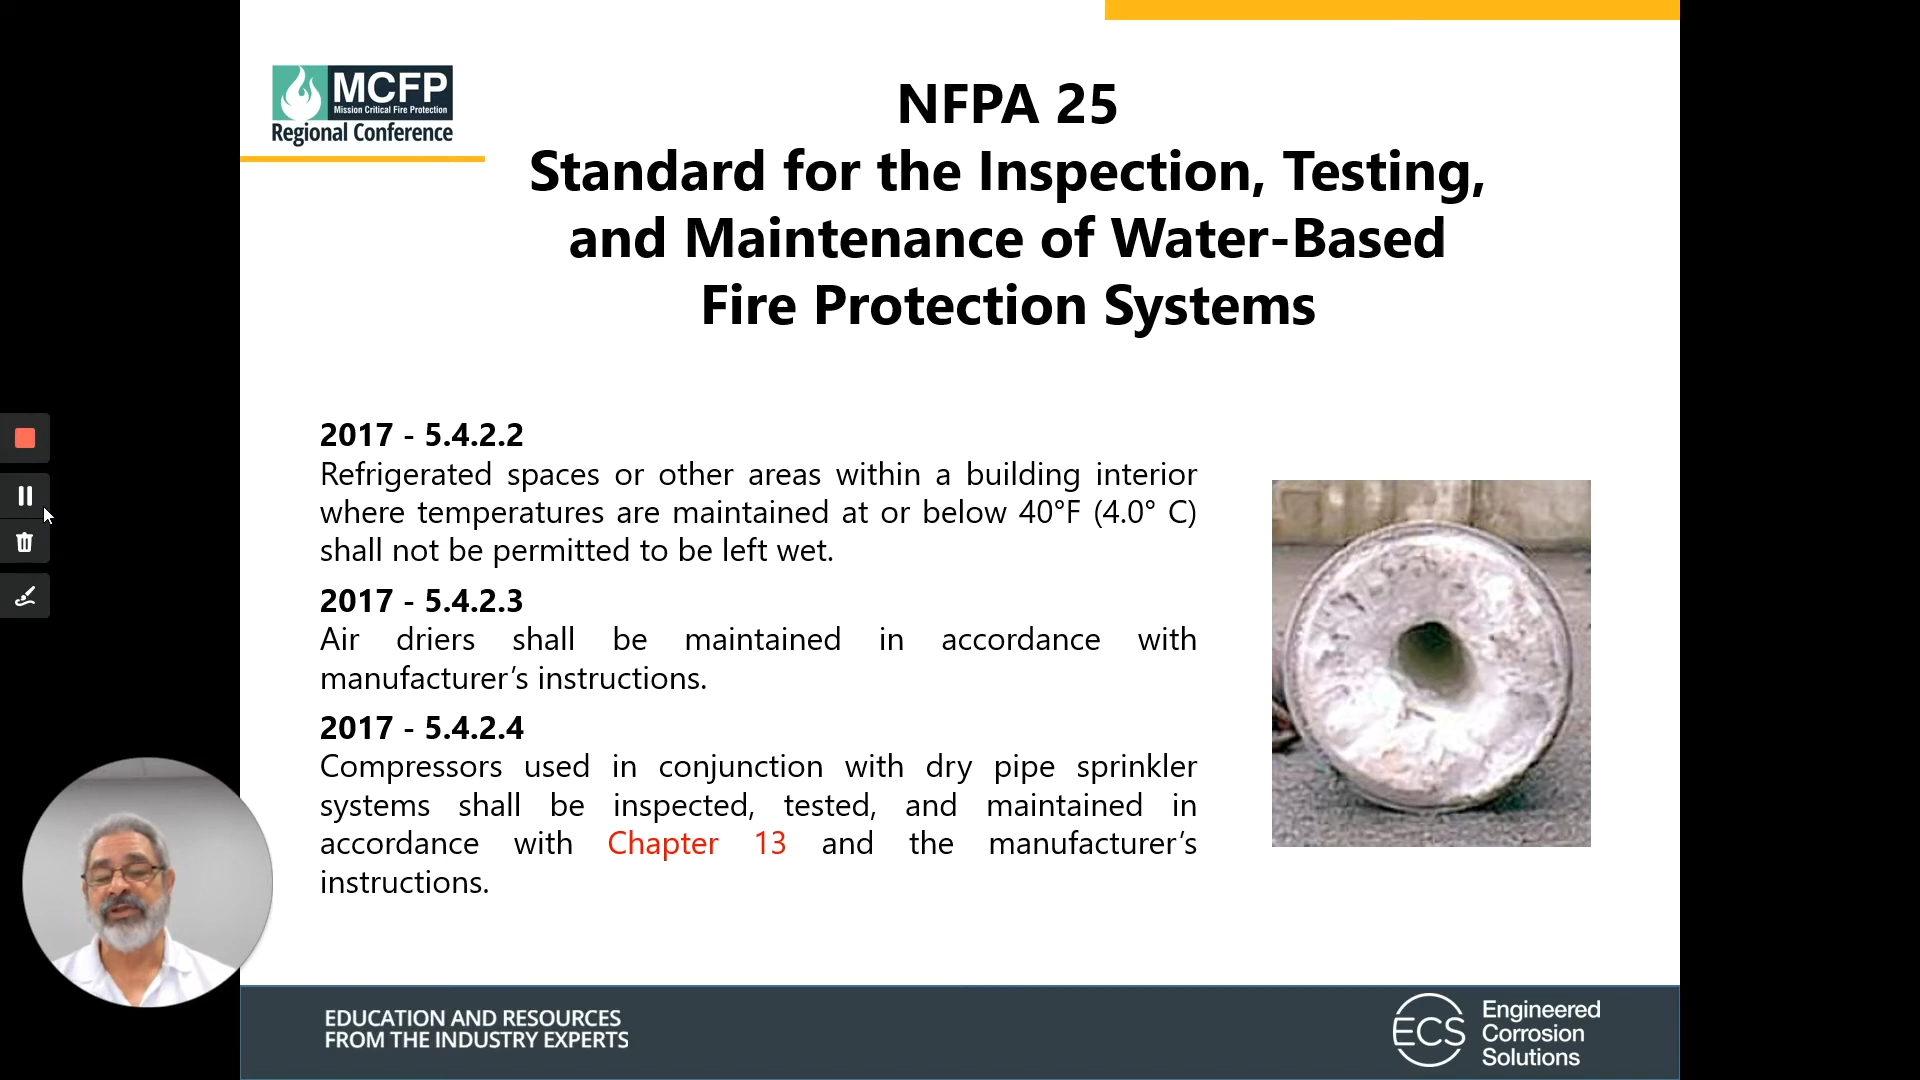 MCFP
Mission Critical Fire Protection
Regional Conference
NFPA 25
Standard for the Inspection, Testing,
and Maintenance of Water-Based
Fire Protection Systems
2017 - 5.4.2.2
Refrigerated spaces or other areas within a building interior
where temperatures are maintained at or below 40°F (4.0° C)
shall not be permitted to be left wet.
2017 - 5.4.2.3
Air driers shall be maintained in accordance with
manufacturer’s instructions.
2017 - 5.4.2.4
Compressors used in conjunction with dry pipe sprinkler
systems shall be inspected, tested, and maintained in
accordance with Chapter 13 and the manufacturer’s
instructions.
EDUCATION AND RESOURCES
FROM THE INDUSTRY EXPERTS
ECS
Engineered
Corrosion
Solutions